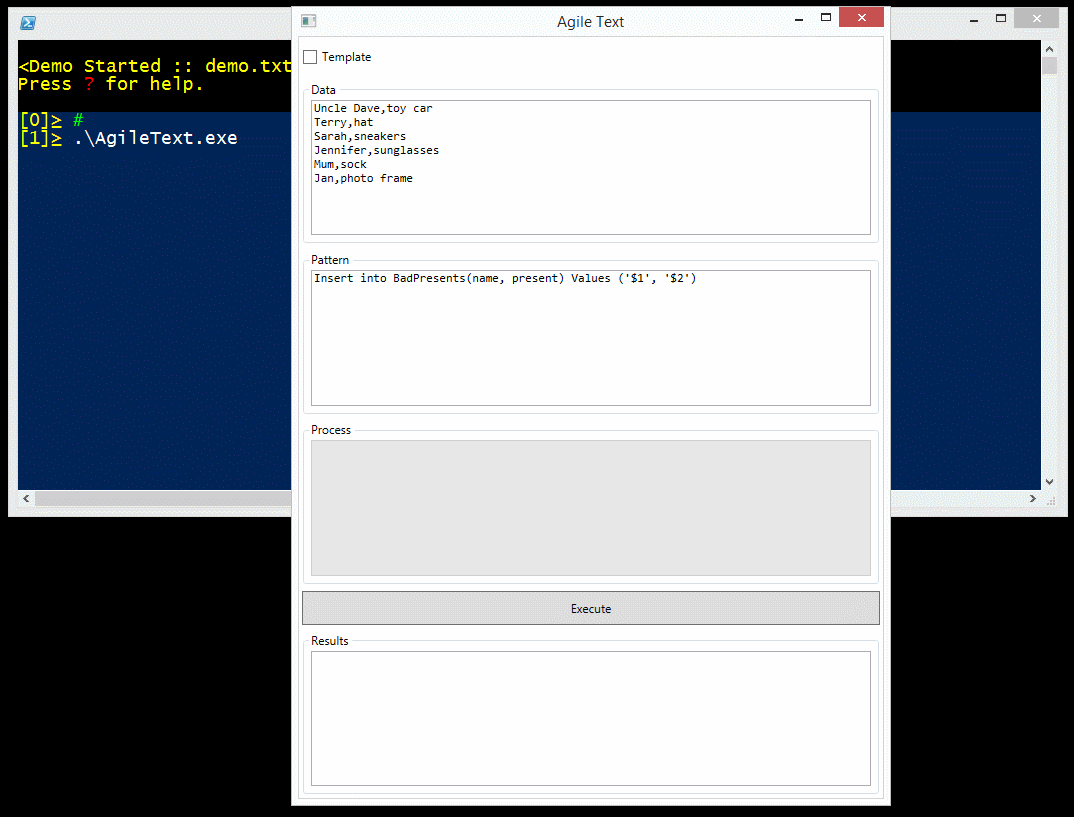 <Demo Started :: demo.txt
Press ? for help.
[0]≥ #
[1]≥ .\AgileText.exe
Agile Text
Template
Data
Uncle Dave,toy car
Terry,hat
Sarah,sneakers
Jennifer,sunglasses
Mum,sock
Jan,photo frame
Pattern
Insert into BadPresents(name, present) Values ('$1', '$2')
Process
Execute
Results